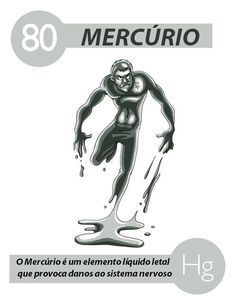 80 MERCÚRIO
O Mercúrio é um elemento líquido letal
que provoca danos ao sistema nervoso
Hg